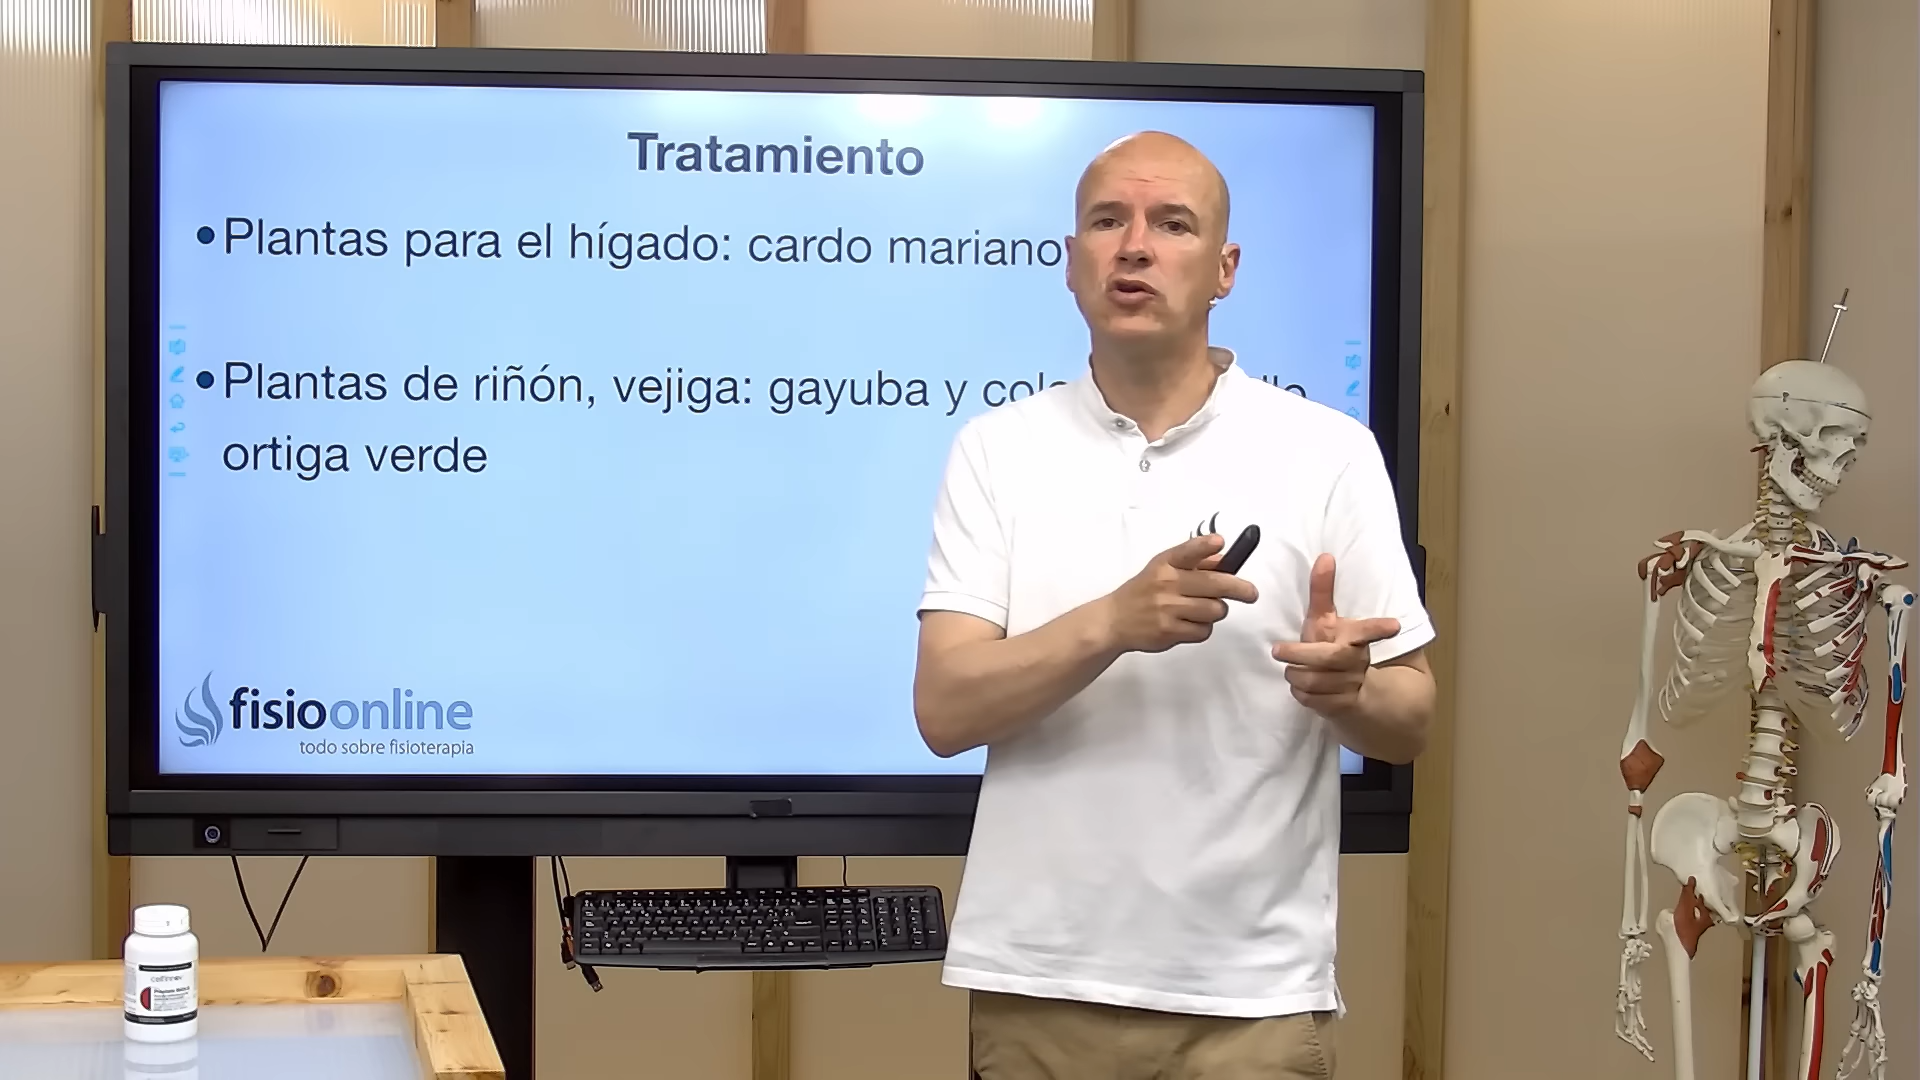 Tratamiento
•Plantas para el hígado: cardo mariano
•Plantas de riñón, vejiga: gayuba y
ortiga verde
fisioonline
todo sobre fisioterapia